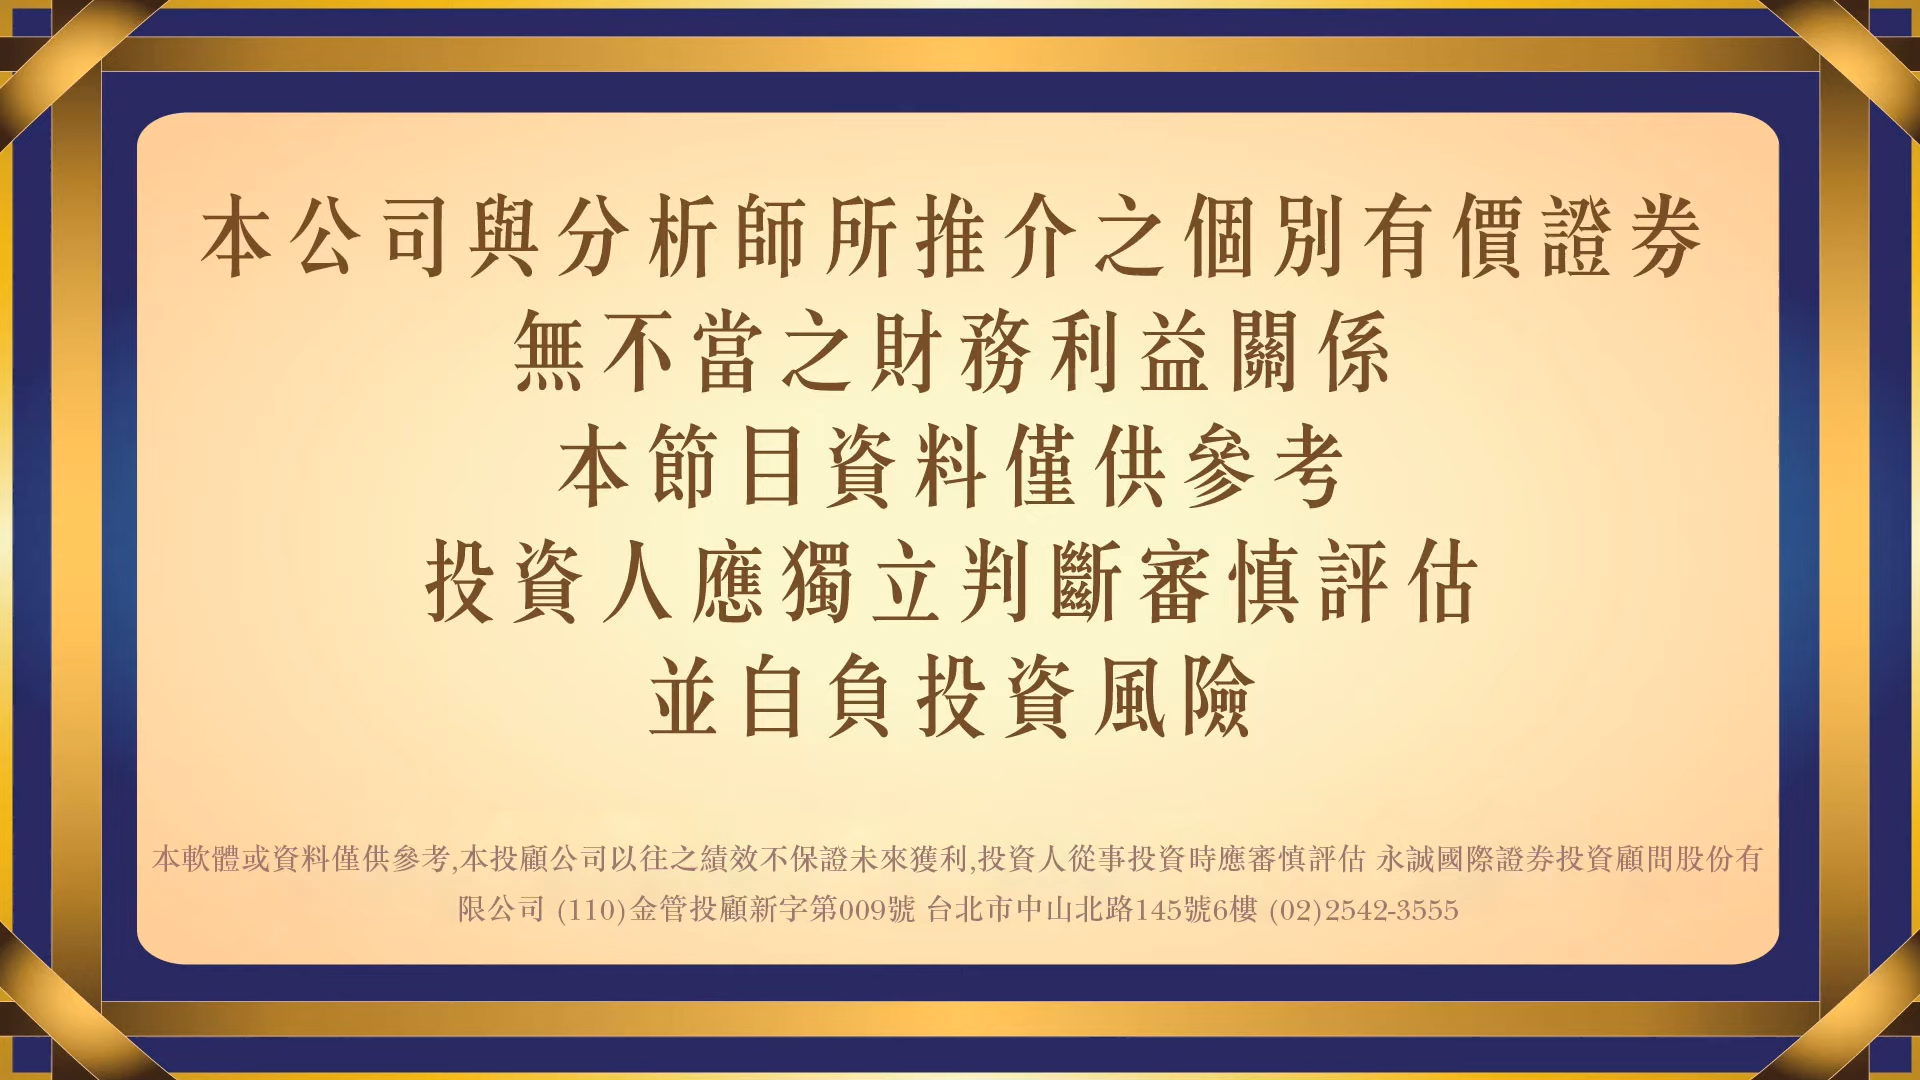 本公司與分析師所推介之個別有價證券
無不當之財務利益關係
本節目資料僅供參考
投資人應獨立判斷審慎評估
並自負投資風險
本軟體或資料僅供參考,本投顧公司以往之績效不保證未來獲利,投資人從事投資時應審慎評估 永誠國際證券投資顧問股份有
限公司 (110)金管投顧新字第009號 台北市中山北路145號6樓 (02)2542-3555